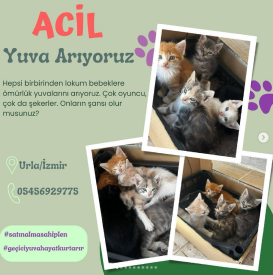 ACİL
Yuva Arıyoruz
Hepsi birbirinden lokum bebeklere
ömürlük yuvalarını arıyoruz. Çok oyuncu,
çok da şekerler. Onların şansı olur
musunuz?
Urla/İzmir
05456929775
#satınalmasahiplen
#geçiciyuvahayatkurtarır